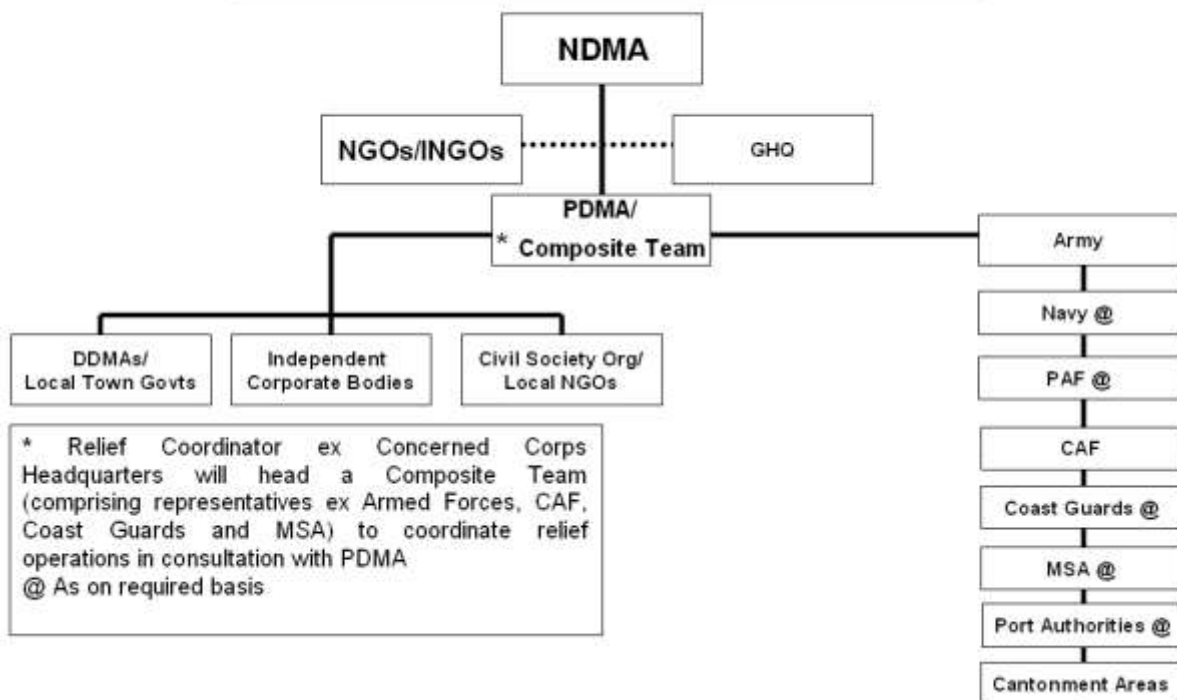 NDMA
NGOs/INGOs
GHQ
PDMA/
* Composite Team
Army
Navy @
PAF @
CAF
Coast Guards @
MSA @
Port Authorities @
Cantonment Areas
DDMAs/
Local Town Govts
Independent
Corporate Bodies
Civil Society Org/
Local NGOs
* Relief Coordinator ex Concerned Corps
Headquarters will head a Composite Team
(comprising representatives ex Armed Forces, CAF,
Coast Guards and MSA) to coordinate relief
operations in consultation with PDMA
@ As on required basis